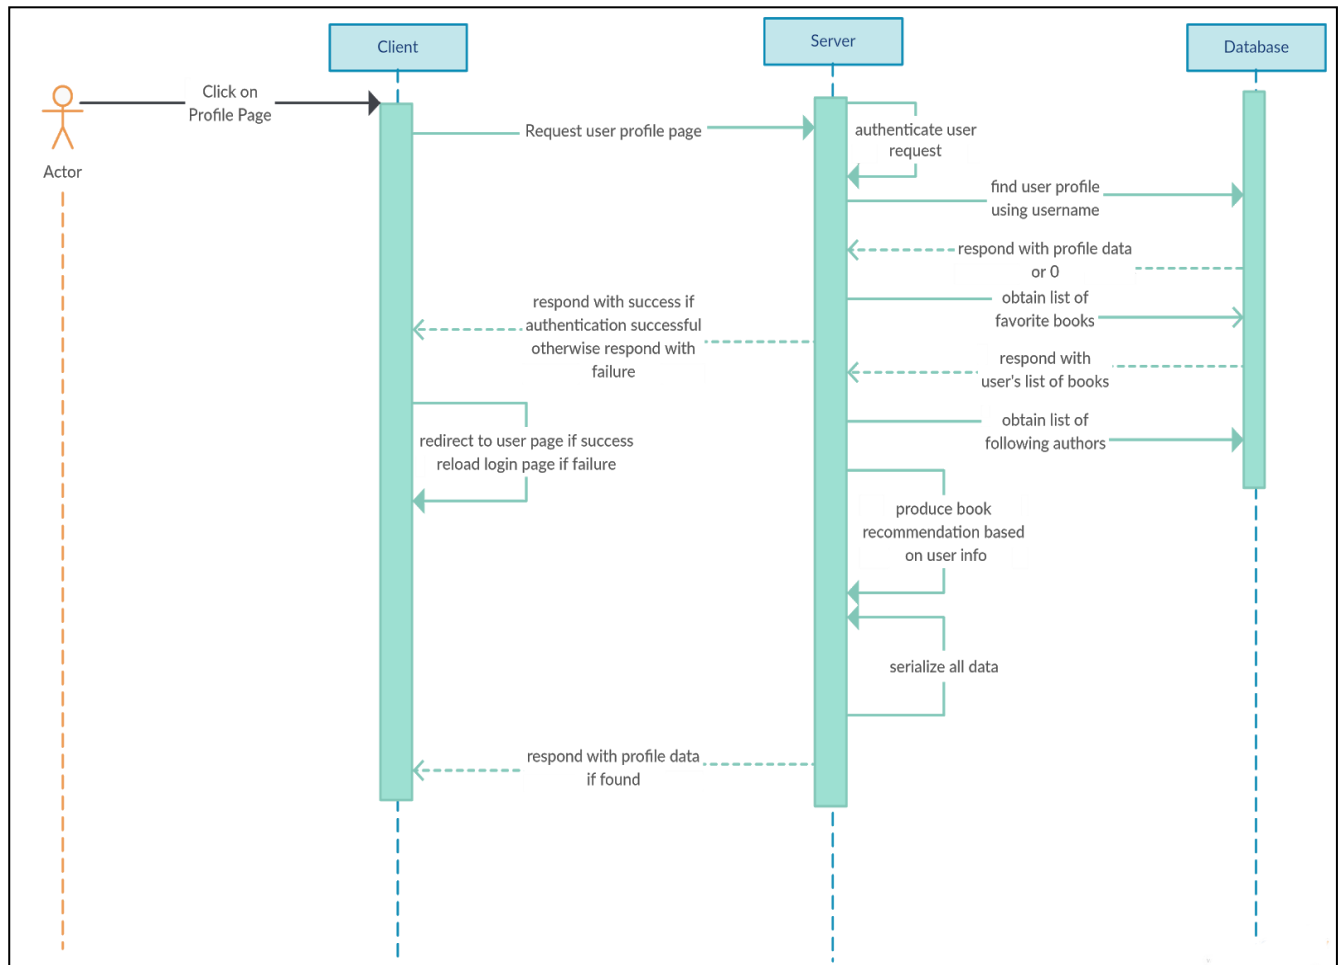 Client
Server
Database
Click on
Profile Page
Actor
Request user profile page
authenticate user
request
find user profile
using username
respond with profile data
or 0
respond with success if
authentication successful
otherwise respond with
failure
obtain list of
favorite books
respond with
user's list of books
redirect to user page if success
reload login page if failure
obtain list of
following authors
produce book
recommendation based
on user info
serialize all data
respond with profile data
if found